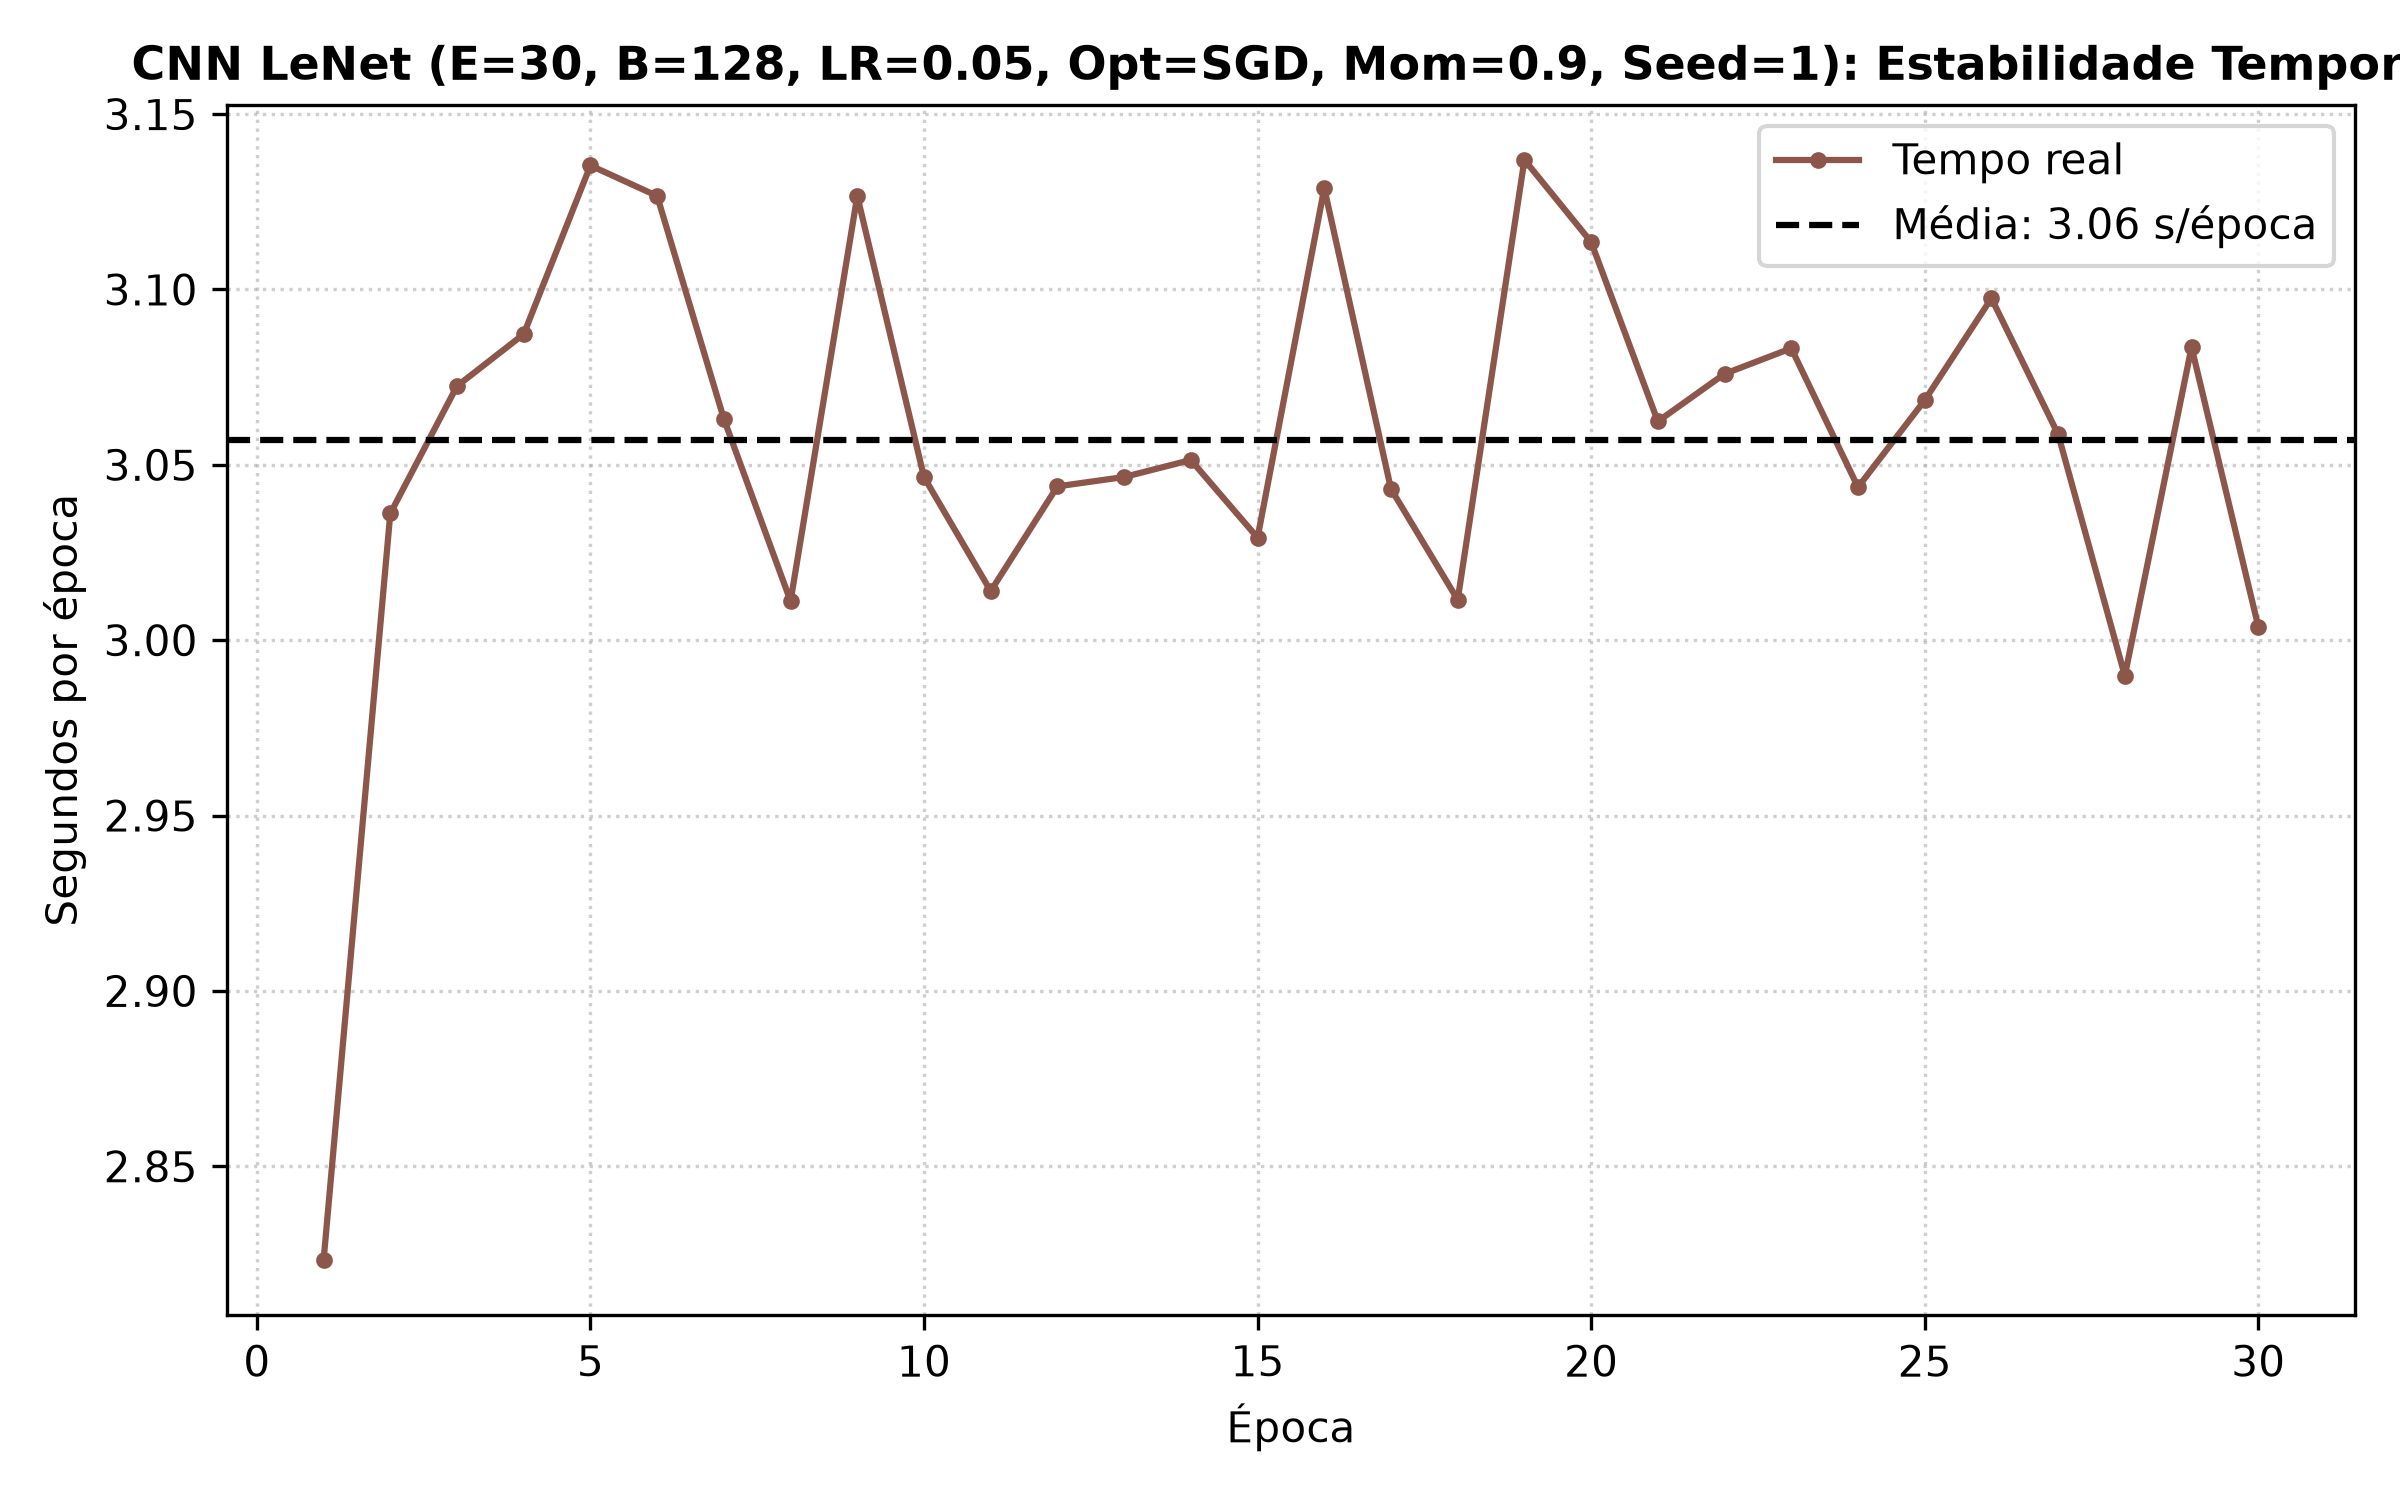 CNN LeNet (E=30, B=128, LR=0.05, Opt=SGD, Mom=0.9, Seed=1): Estabilidade Tempor
3.15
3.10
3.05
3.00
2.95
2.90
2.85
Segundos por época
Tempo real
Média: 3.06 s/época
0 5 10 15 20 25 30
Época